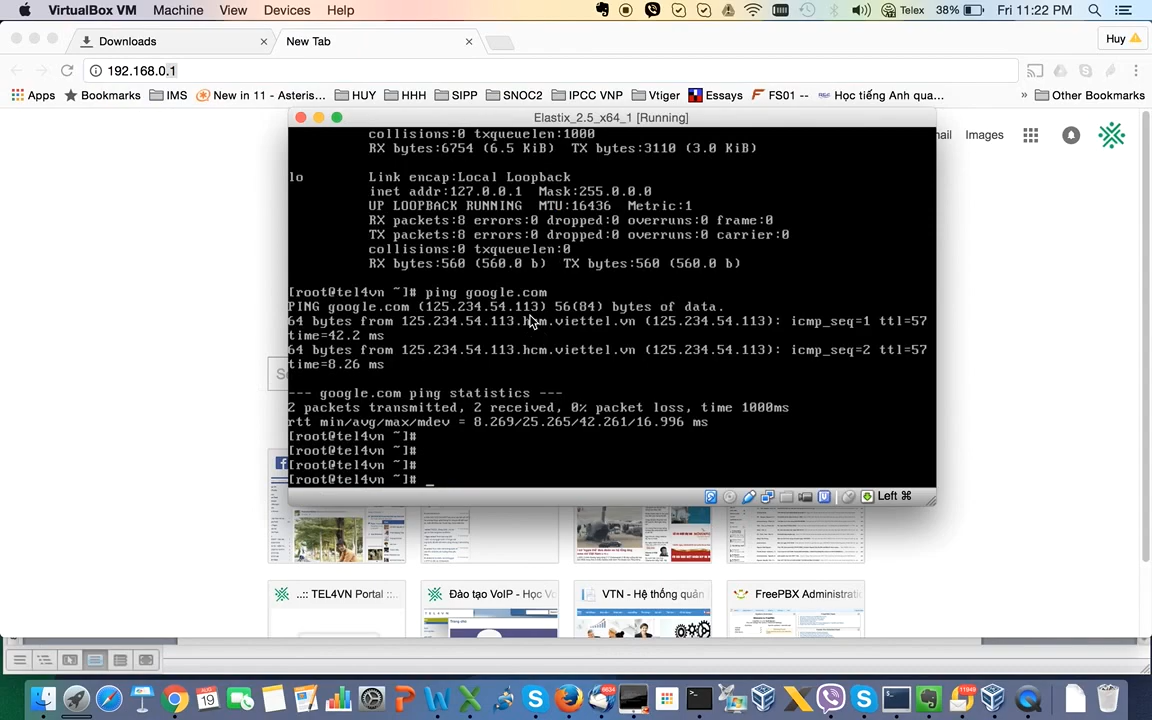 VirtualBox VM Machine View Devices Help Telex 38% Fri 11:22 PM
Downloads New Tab Huy
192.168.0.1
Apps Bookmarks IMS New in 11 - Asteris... HUY HHH SIPP SNOC2 IPCC VNP Vtiger Essays FS01 -- Học tiếng Anh qua... » Other Bookmarks
Elastix_2.5_x64_1 [Running]
ail Images
collisions:0 txqueuelen:1000
RX bytes:6754 (6.5 KiB) TX bytes:3110 (3.0 KiB)
lo Link encap:Local Loopback
inet addr:127.0.0.1 Mask:255.0.0.0
UP LOOPBACK RUNNING MTU:16436 Metric:1
RX packets:8 errors:0 dropped:0 overruns:0 frame:0
TX packets:8 errors:0 dropped:0 overruns:0 carrier:0
collisions:0 txqueuelen:0
RX bytes:560 (560.0 b) TX bytes:560 (560.0 b)
[root@tel4vn ~]# ping google.com
PING google.com (125.234.54.113) 56(84) bytes of data.
64 bytes from 125.234.54.113.hcm.viettel.vn (125.234.54.113): icmp_seq=1 ttl=57
time=42.2 ms
64 bytes from 125.234.54.113.hcm.viettel.vn (125.234.54.113): icmp_seq=2 ttl=57
time=8.26 ms
--- google.com ping statistics ---
2 packets transmitted, 2 received, 0% packet loss, time 1000ms
rtt min/avg/max/mdev = 8.269/25.265/42.261/16.996 ms
[root@tel4vn ~]#
[root@tel4vn ~]#
[root@tel4vn ~]#
[root@tel4vn ~]# _
Left ⌘
..:: TEL4VN Portal ::.. Đào tạo VoIP - Học Vo VTN - Hệ thống quản FreePBX Administrati
AUG
19
6634
11949